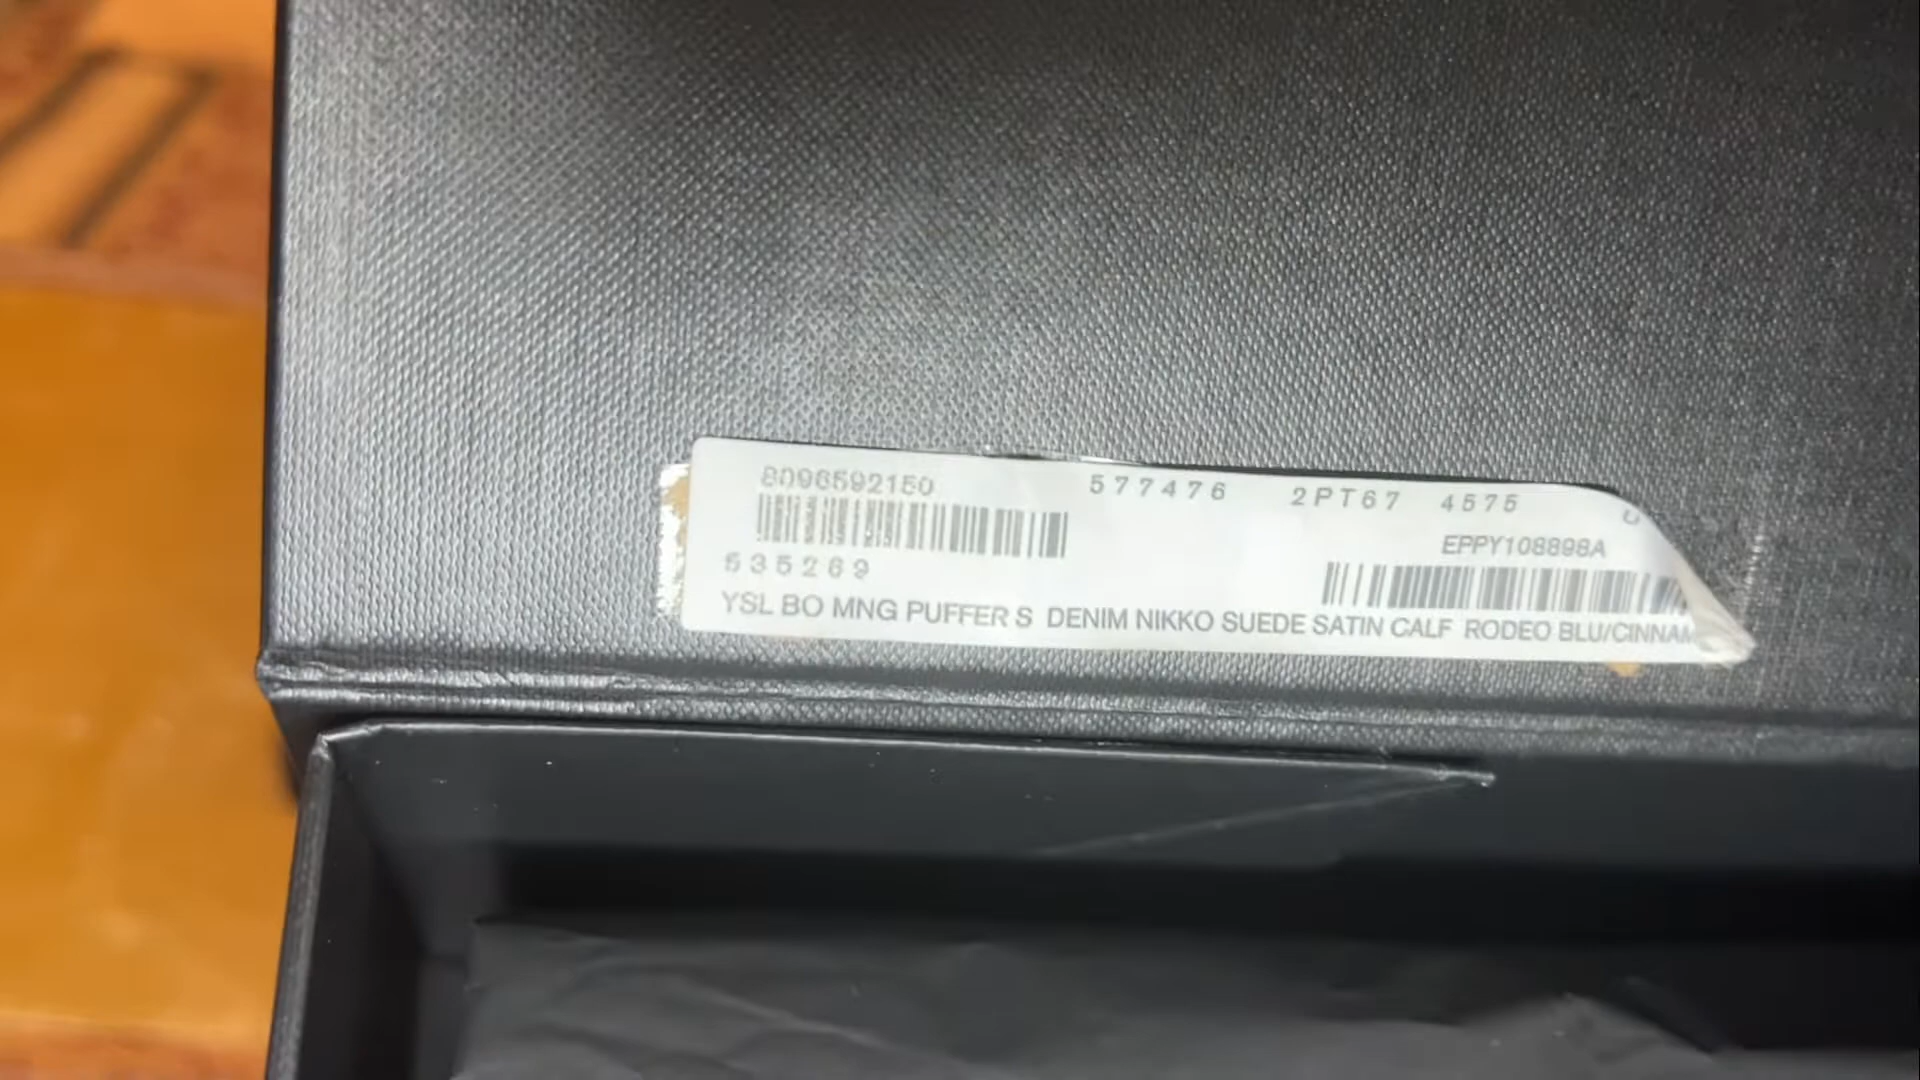 8096592150 577476 2PT67 4575
EPPY108898A
535269
YSL BO MNG PUFFER S DENIM NIKKO SUEDE SATIN CALF RODEO BLU/CINNAM